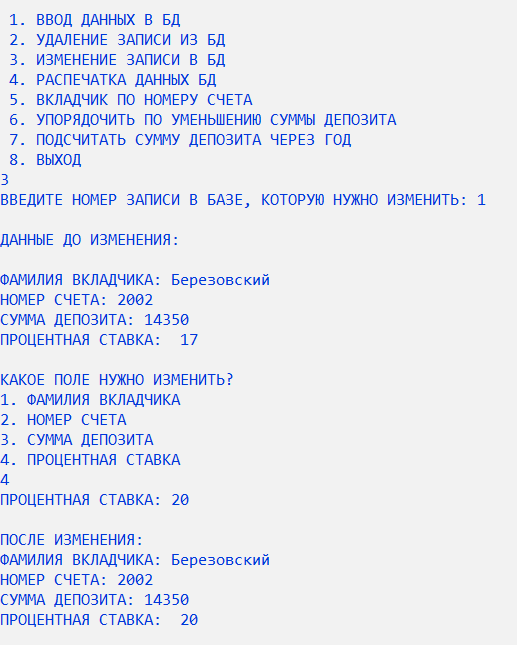 1. ВВОД ДАННЫХ В БД
2. УДАЛЕНИЕ ЗАПИСИ ИЗ БД
3. ИЗМЕНЕНИЕ ЗАПИСИ В БД
4. РАСПЕЧАТКА ДАННЫХ БД
5. ВКЛАДЧИК ПО НОМЕРУ СЧЕТА
6. УПОРЯДОЧИТЬ ПО УМЕНЬШЕНИЮ СУММЫ ДЕПОЗИТА
7. ПОДСЧИТАТЬ СУММУ ДЕПОЗИТА ЧЕРЕЗ ГОД
8. ВЫХОД
3
ВВЕДИТЕ НОМЕР ЗАПИСИ В БАЗЕ, КОТОРУЮ НУЖНО ИЗМЕНИТЬ: 1
ДАННЫЕ ДО ИЗМЕНЕНИЯ:
ФАМИЛИЯ ВКЛАДЧИКА: Березовский
НОМЕР СЧЕТА: 2002
СУММА ДЕПОЗИТА: 14350
ПРОЦЕНТНАЯ СТАВКА:  17
КАКОЕ ПОЛЕ НУЖНО ИЗМЕНИТЬ?
1. ФАМИЛИЯ ВКЛАДЧИКА
2. НОМЕР СЧЕТА
3. СУММА ДЕПОЗИТА
4. ПРОЦЕНТНАЯ СТАВКА
4
ПРОЦЕНТНАЯ СТАВКА: 20
ПОСЛЕ ИЗМЕНЕНИЯ:
ФАМИЛИЯ ВКЛАДЧИКА: Березовский
НОМЕР СЧЕТА: 2002
СУММА ДЕПОЗИТА: 14350
ПРОЦЕНТНАЯ СТАВКА:  20